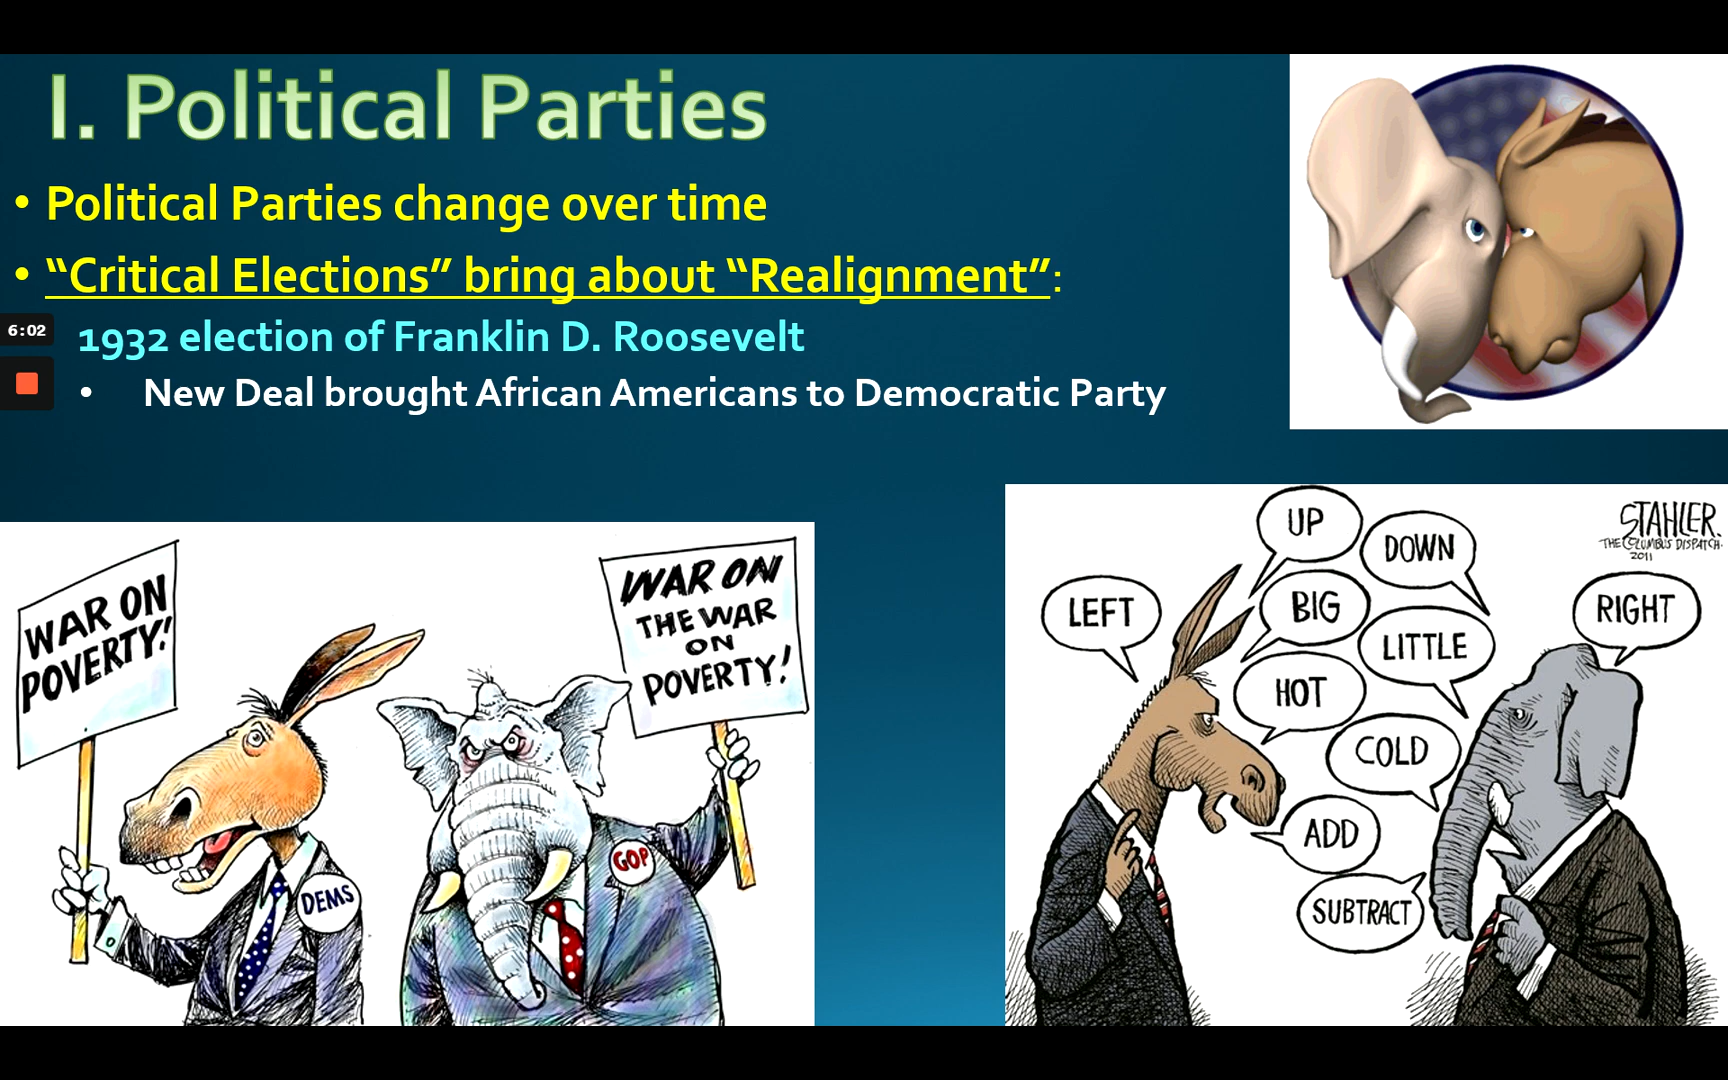 I. Political Parties
• Political Parties change over time
• “Critical Elections” bring about “Realignment”:
6:02
1932 election of Franklin D. Roosevelt
• New Deal brought African Americans to Democratic Party
WAR ON
POVERTY!
DEMS
WAR ON
THE WAR
ON
POVERTY!
GOP
STAHLER.
THE COLUMBUS DISPATCH
2011
LEFT
UP
DOWN
BIG
LITTLE
HOT
COLD
ADD
SUBTRACT
RIGHT